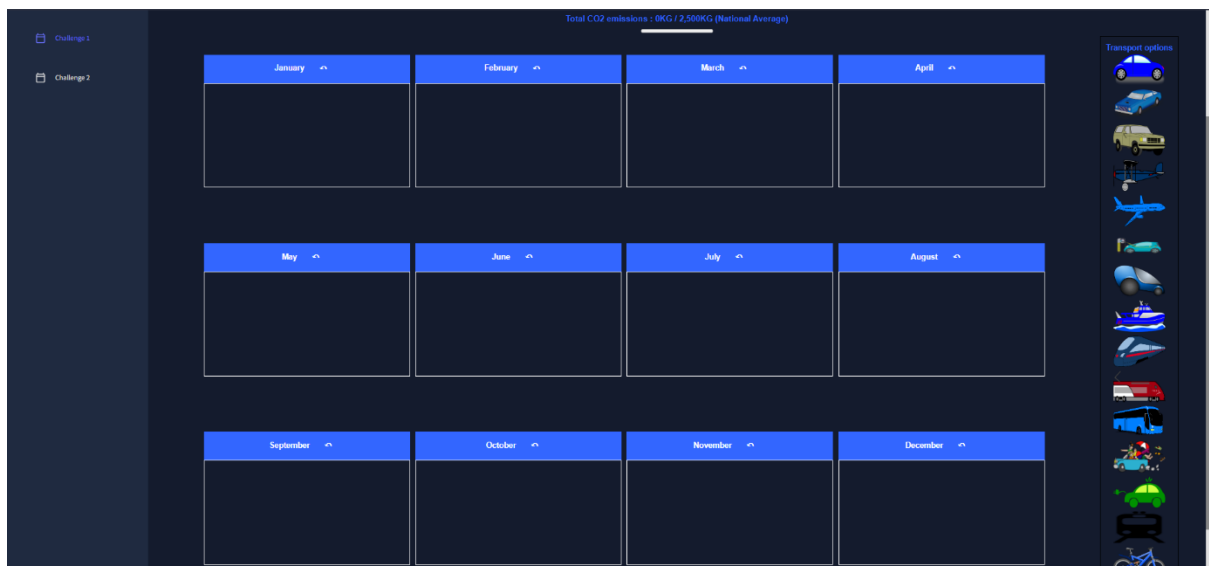 Total CO2 emissions : 0KG / 2,500KG (National Average)
Challenge 1
Challenge 2
Transport options
January
February
March
April
May
June
July
August
September
October
November
December